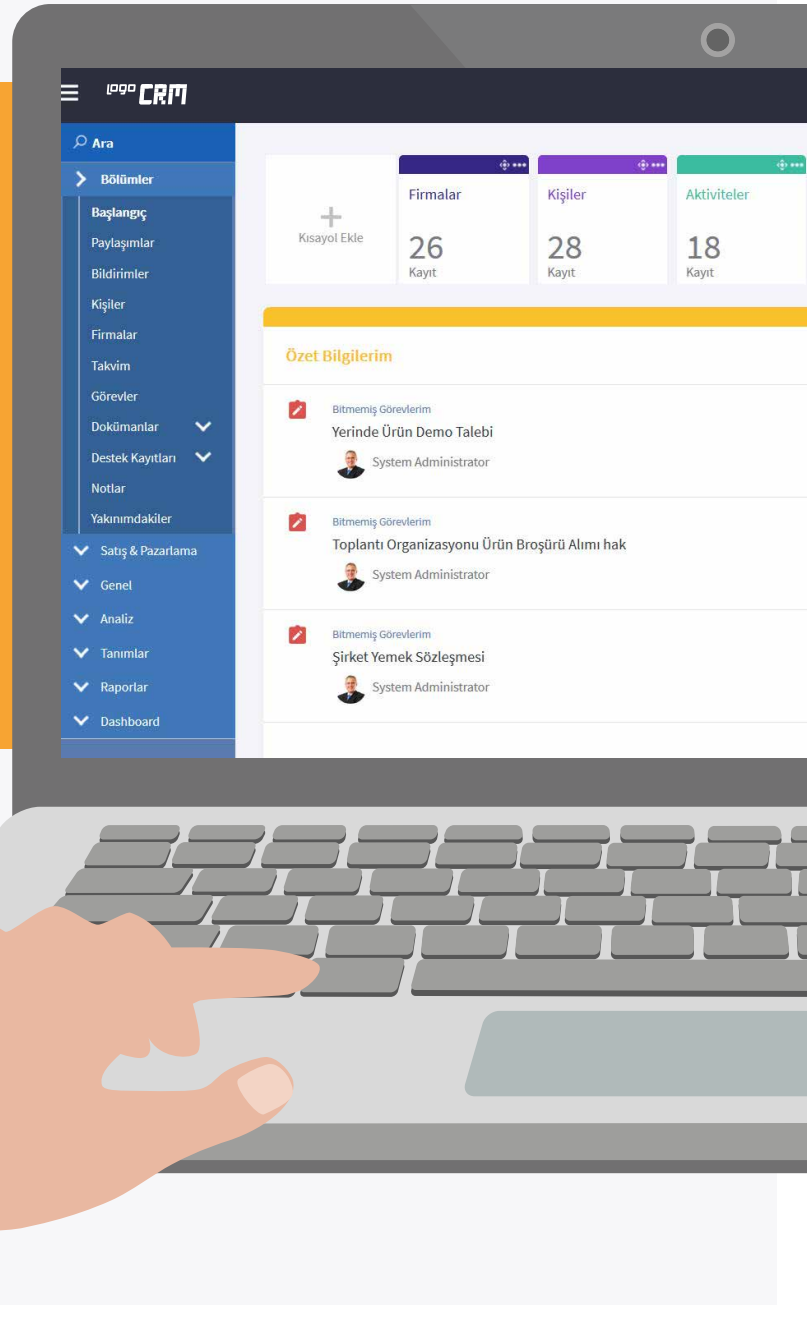 logo CRM
Ara
Bölümler
Başlangıç
Paylaşımlar
Bildirimler
Kişiler
Firmalar
Takvim
Görevler
Dokümanlar
Destek Kayıtları
Notlar
Yakınımdakiler
Satış & Pazarlama
Genel
Analiz
Tanımlar
Raporlar
Dashboard
Kısayol Ekle
Firmalar
26
Kayıt
Kişiler
28
Kayıt
Aktiviteler
18
Kayıt
Özet Bilgilerim
Bitmemiş Görevlerim
Yerinde Ürün Demo Talebi
System Administrator
Bitmemiş Görevlerim
Toplantı Organizasyonu Ürün Broşürü Alımı hak
System Administrator
Bitmemiş Görevlerim
Şirket Yemek Sözleşmesi
System Administrator